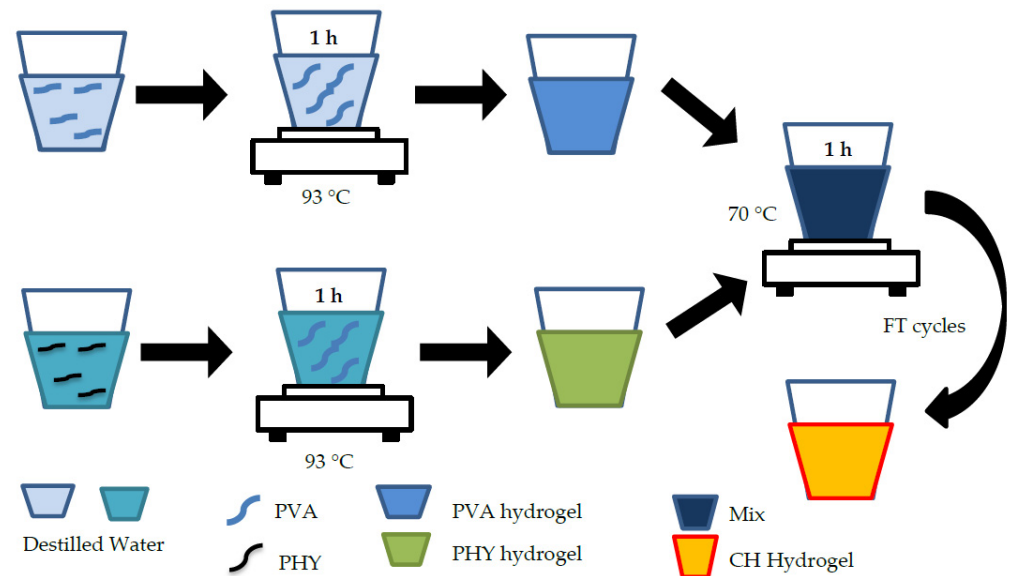 1 h
93 °C
1 h
70 °C
FT cycles
1 h
93 °C
Destilled Water
PVA
PHY
PVA hydrogel
PHY hydrogel
Mix
CH Hydrogel